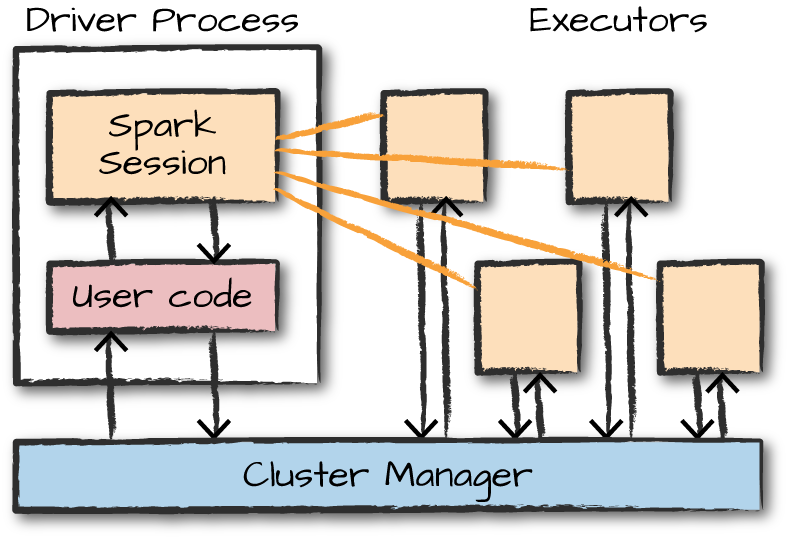 Driver Process
Executors
Spark
Session
User code
Cluster Manager